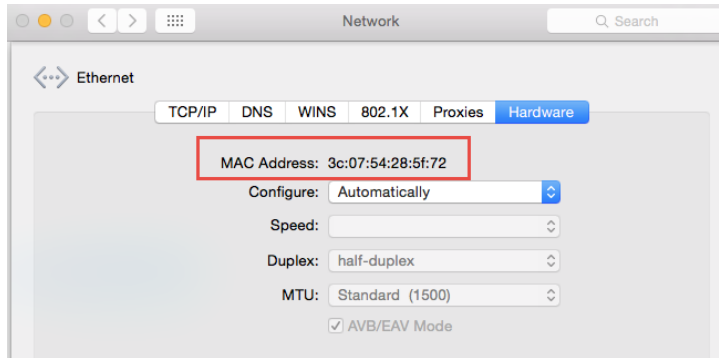 Network
Search
Ethernet
TCP/IP DNS WINS 802.1X Proxies Hardware
MAC Address: 3c:07:54:28:5f:72
Configure: Automatically
Speed:
Duplex: half-duplex
MTU: Standard (1500)
AVB/EAV Mode